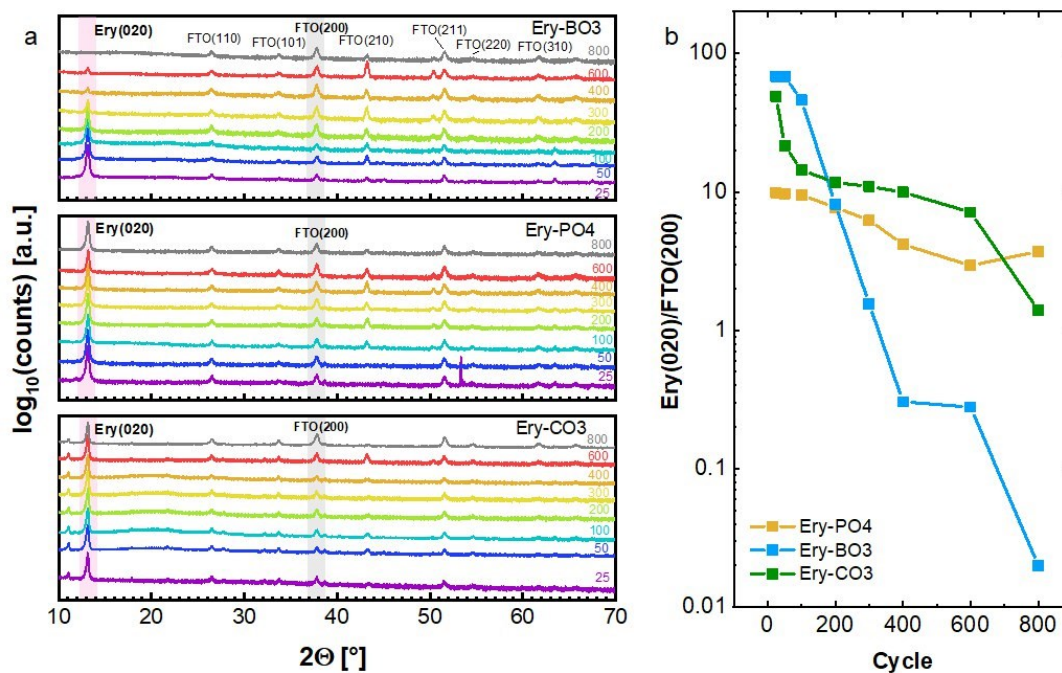 a
Ery(020)
FTO(200)
Ery-BO3
FTO(110)
FTO(101)
FTO(210)
FTO(211)
FTO(220)
FTO(310)
800
600
400
300
200
100
50
25
Ery(020)
FTO(200)
Ery-PO4
800
600
400
300
200
100
50
25
Ery(020)
FTO(200)
Ery-CO3
800
600
400
300
200
100
50
25
log10(counts) [a.u.]
10 20 30 40 50 60 70
2Θ [°]
b
Ery(020)/FTO(200)
100
10
1
0.1
0.01
Ery-PO4
Ery-BO3
Ery-CO3
0 200 400 600 800
Cycle